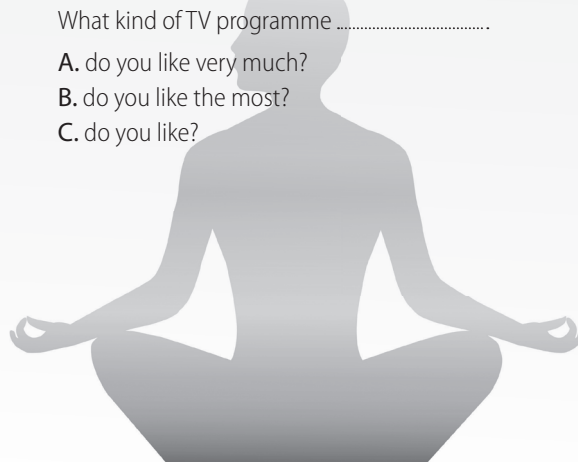 What kind of TV programme .................................... .
A. do you like very much?
B. do you like the most?
C. do you like?